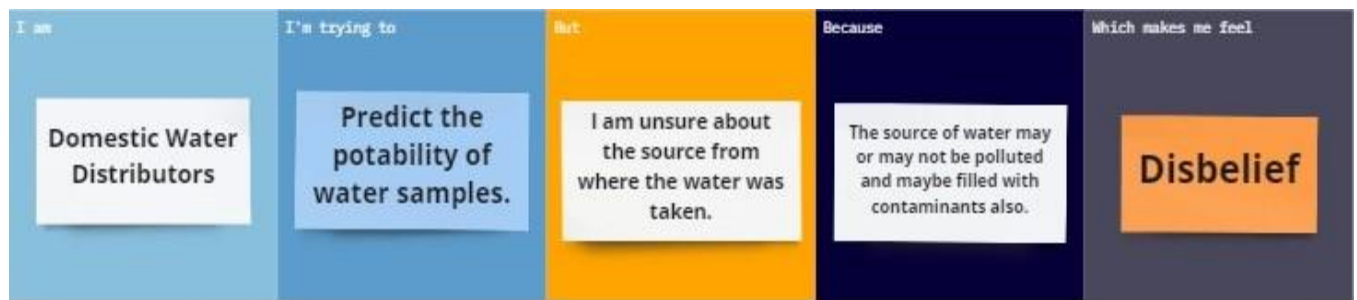 I am
Domestic Water
Distributors
I'm trying to
Predict the
potability of
water samples.
But
I am unsure about
the source from
where the water was
taken.
Because
The source of water may
or may not be polluted
and maybe filled with
contaminants also.
Which makes me feel
Disbelief